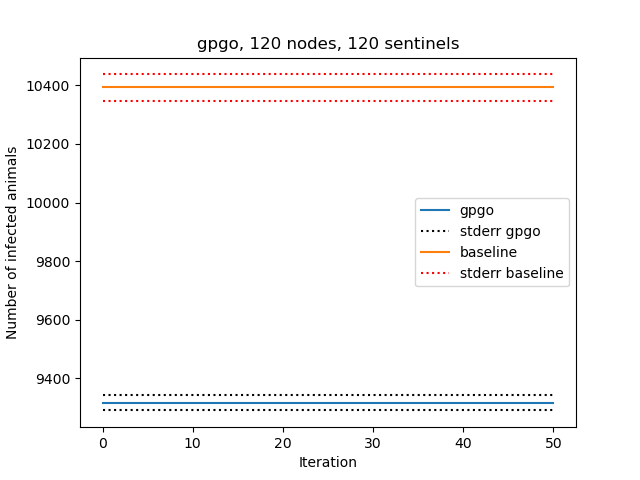 gpgo, 120 nodes, 120 sentinels
10400
10200
10000
9800
9600
9400
Number of infected animals
gpgo
stderr gpgo
baseline
stderr baseline
0 10 20 30 40 50
Iteration